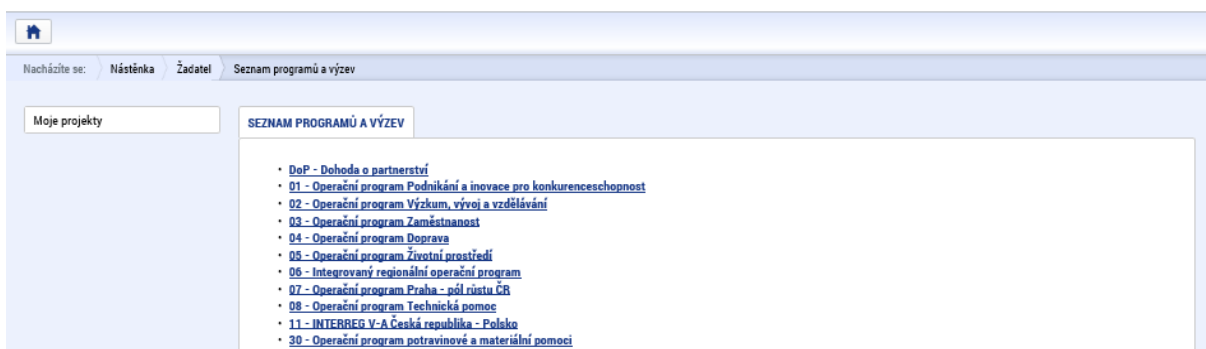 Nacházíte se: Nástěnka Žadatel Seznam programů a výzev
Moje projekty
SEZNAM PROGRAMŮ A VÝZEV
DoP - Dohoda o partnerství
01 - Operační program Podnikání a inovace pro konkurenceschopnost
02 - Operační program Výzkum, vývoj a vzdělávání
03 - Operační program Zaměstnanost
04 - Operační program Doprava
05 - Operační program Životní prostředí
06 - Integrovaný regionální operační program
07 - Operační program Praha - pól růstu ČR
08 - Operační program Technická pomoc
11 - INTERREG V-A Česká republika - Polsko
30 - Operační program potravinové a materiální pomoci